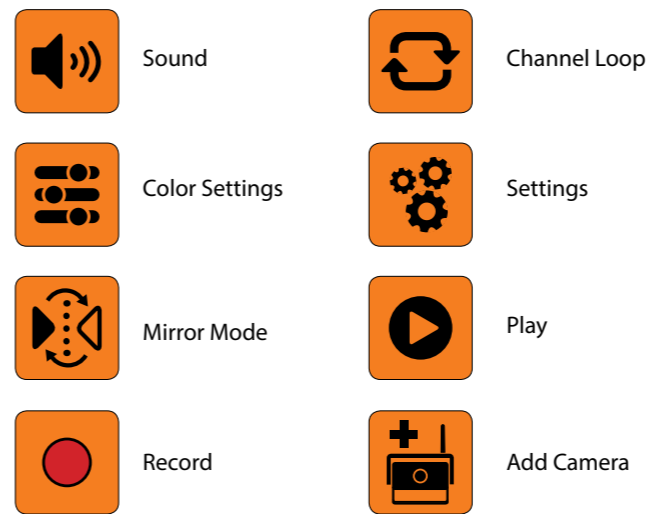 Sound
Channel Loop
Color Settings
Settings
Mirror Mode
Play
Record
Add Camera